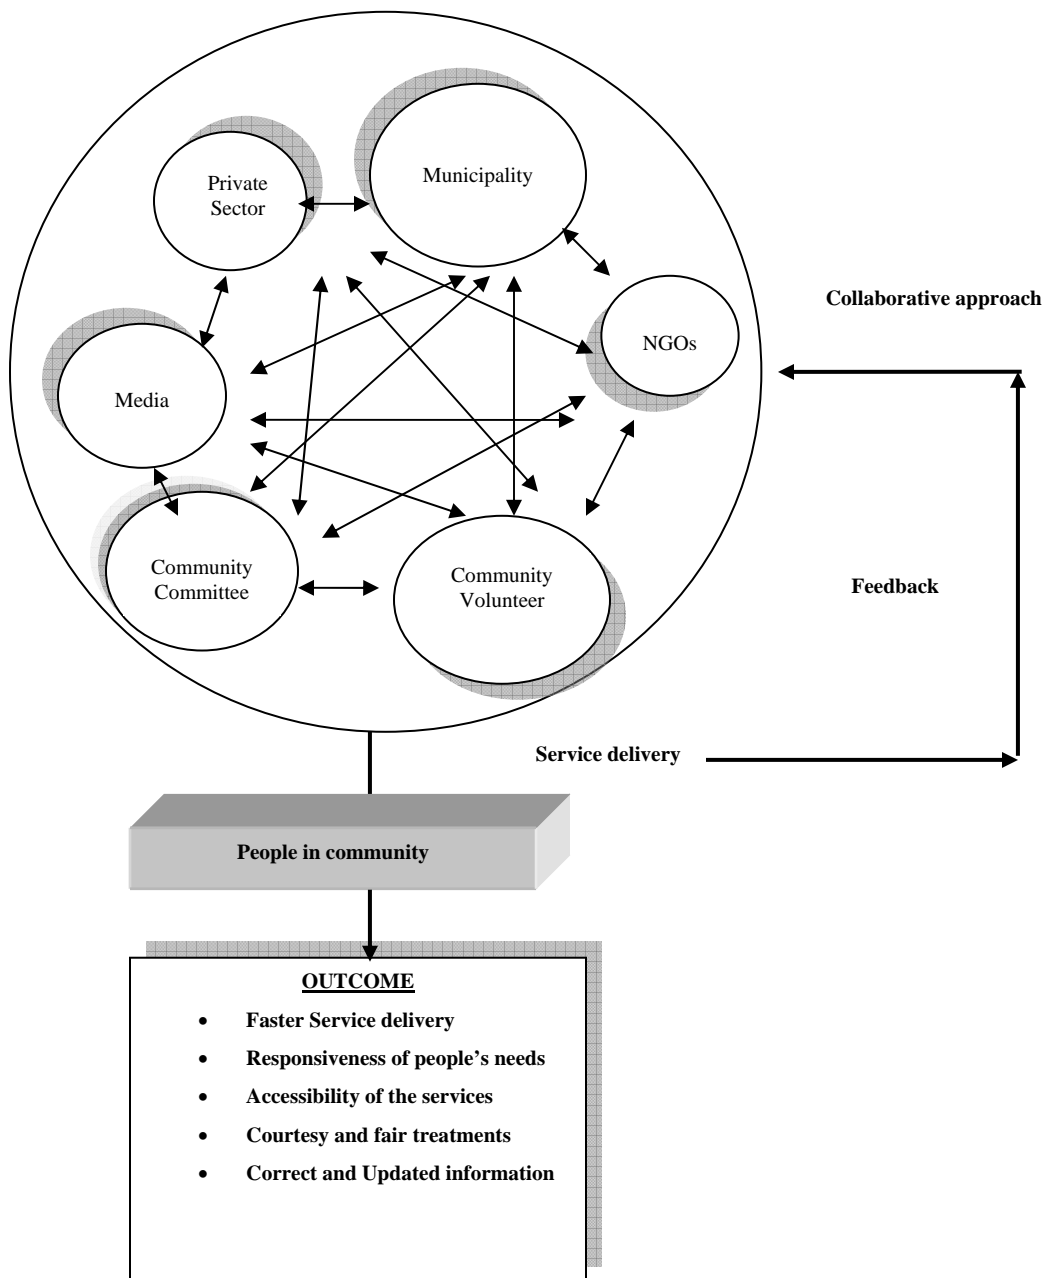 Municipality
Private
Sector
Collaborative approach
NGOs
Media
Community
Committee
Community
Volunteer
Feedback
Service delivery
People in community
OUTCOME
• Faster Service delivery
• Responsiveness of people’s needs
• Accessibility of the services
• Courtesy and fair treatments
• Correct and Updated information